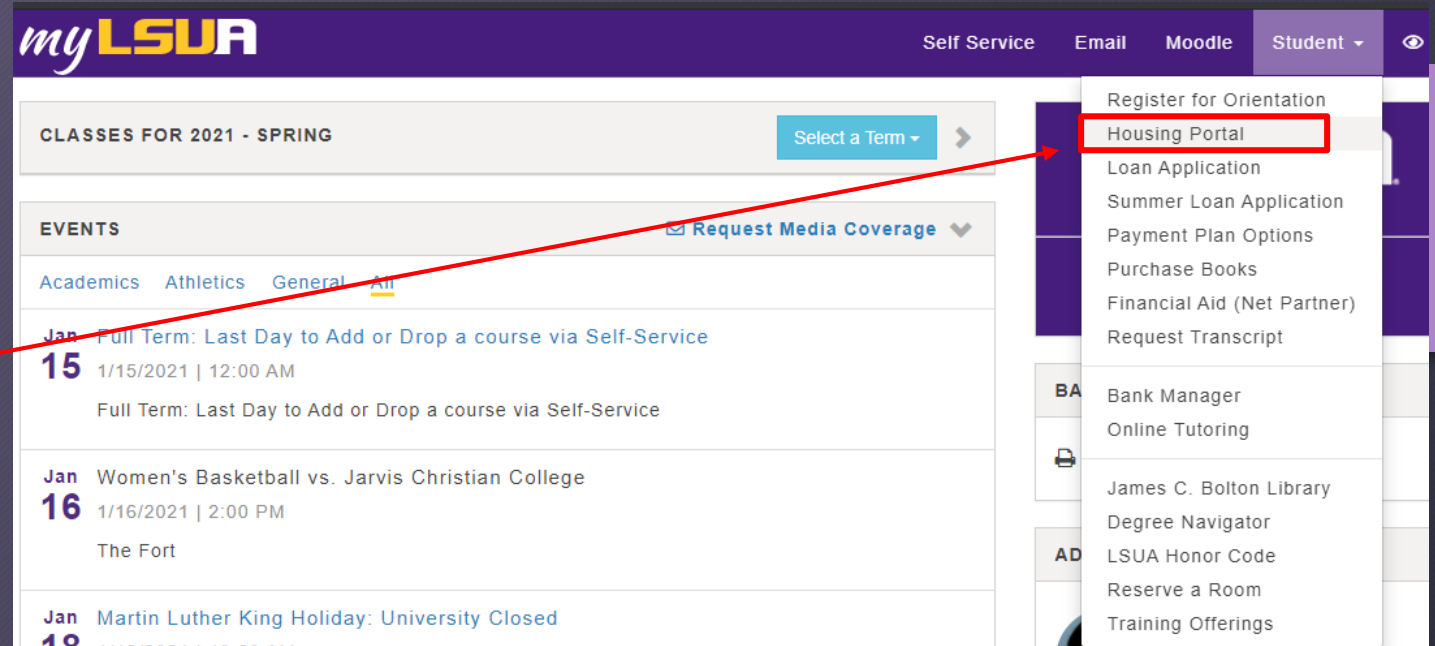 my LSUA
Self Service Email Moodle Student
CLASSES FOR 2021 - SPRING
Select a Term
EVENTS
Request Media Coverage
Academics Athletics General All
Jan 15
Full Term: Last Day to Add or Drop a course via Self-Service
1/15/2021 | 12:00 AM
Full Term: Last Day to Add or Drop a course via Self-Service
Jan 16
Women's Basketball vs. Jarvis Christian College
1/16/2021 | 2:00 PM
The Fort
Jan 18
Martin Luther King Holiday: University Closed
Register for Orientation
Housing Portal
Loan Application
Summer Loan Application
Payment Plan Options
Purchase Books
Financial Aid (Net Partner)
Request Transcript
Bank Manager
Online Tutoring
James C. Bolton Library
Degree Navigator
LSUA Honor Code
Reserve a Room
Training Offerings
BA
AD